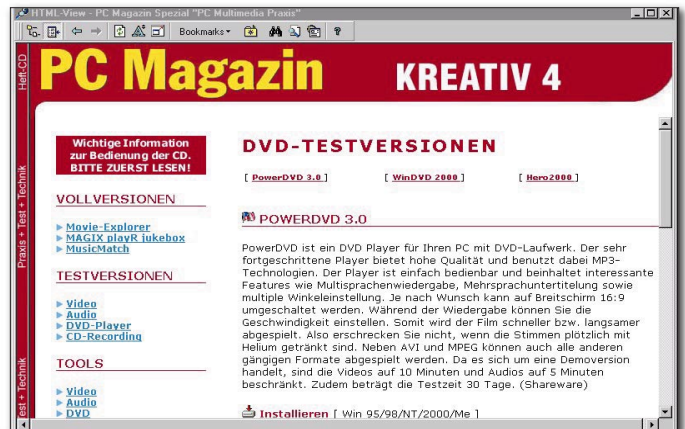 HTML-View - PC Magazin Spezial "PC Multimedia Praxis"
Bookmarks
Heft-CD
PC Magazin
KREATIV 4
Praxis + Test + Technik
est + Technik
Wichtige Information
zur Bedienung der CD.
BITTE ZUERST LESEN!
VOLLVERSIONEN
Movie-Explorer
MAGIX playR jukebox
MusicMatch
TESTVERSIONEN
Video
Audio
DVD-Player
CD-Recording
TOOLS
Video
Audio
DVD
DVD-TESTVERSIONEN
[ PowerDVD 3.0 ] [ WinDVD 2000 ] [ Hero2000 ]
POWERDVD 3.0
PowerDVD ist ein DVD Player für Ihren PC mit DVD-Laufwerk. Der sehr
fortgeschrittene Player bietet hohe Qualität und benutzt dabei MP3-
Technologien. Der Player ist einfach bedienbar und beinhaltet interessante
Features wie Multisprachenwiedergabe, Mehrsprachuntertitelung sowie
multiple Winkeleinstellung. Je nach Wunsch kann auf Breitschirm 16:9
umgeschaltet werden. Während der Wiedergabe können Sie die
Geschwindigkeit einstellen. Somit wird der Film schneller bzw. langsamer
abgespielt. Also erschrecken Sie nicht, wenn die Stimmen plötzlich mit
Helium getränkt sind. Neben AVI und MPEG können auch alle anderen
gängigen Formate abgespielt werden. Da es sich um eine Demoversion
handelt, sind die Videos auf 10 Minuten und Audios auf 5 Minuten
beschränkt. Zudem beträgt die Testzeit 30 Tage. (Shareware)
Installieren [ Win 95/98/NT/2000/Me ]